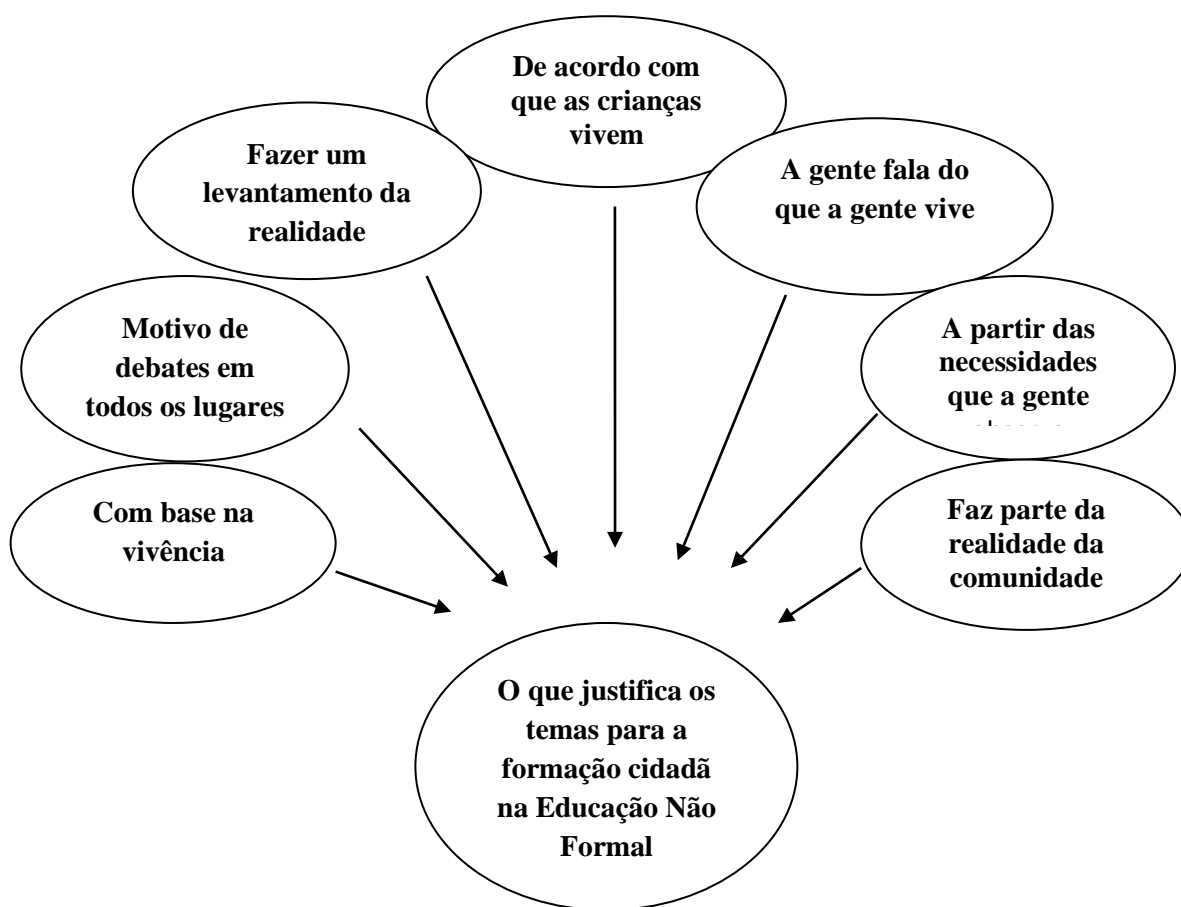 De acordo com
que as crianças
vivem
Fazer um
levantamento da
realidade
A gente fala do
que a gente vive
Motivo de
debates em
todos os lugares
A partir das
necessidades
que a gente
Com base na
vivência
Faz parte da
realidade da
comunidade
O que justifica os
temas para a
formação cidadã
na Educação Não
Formal